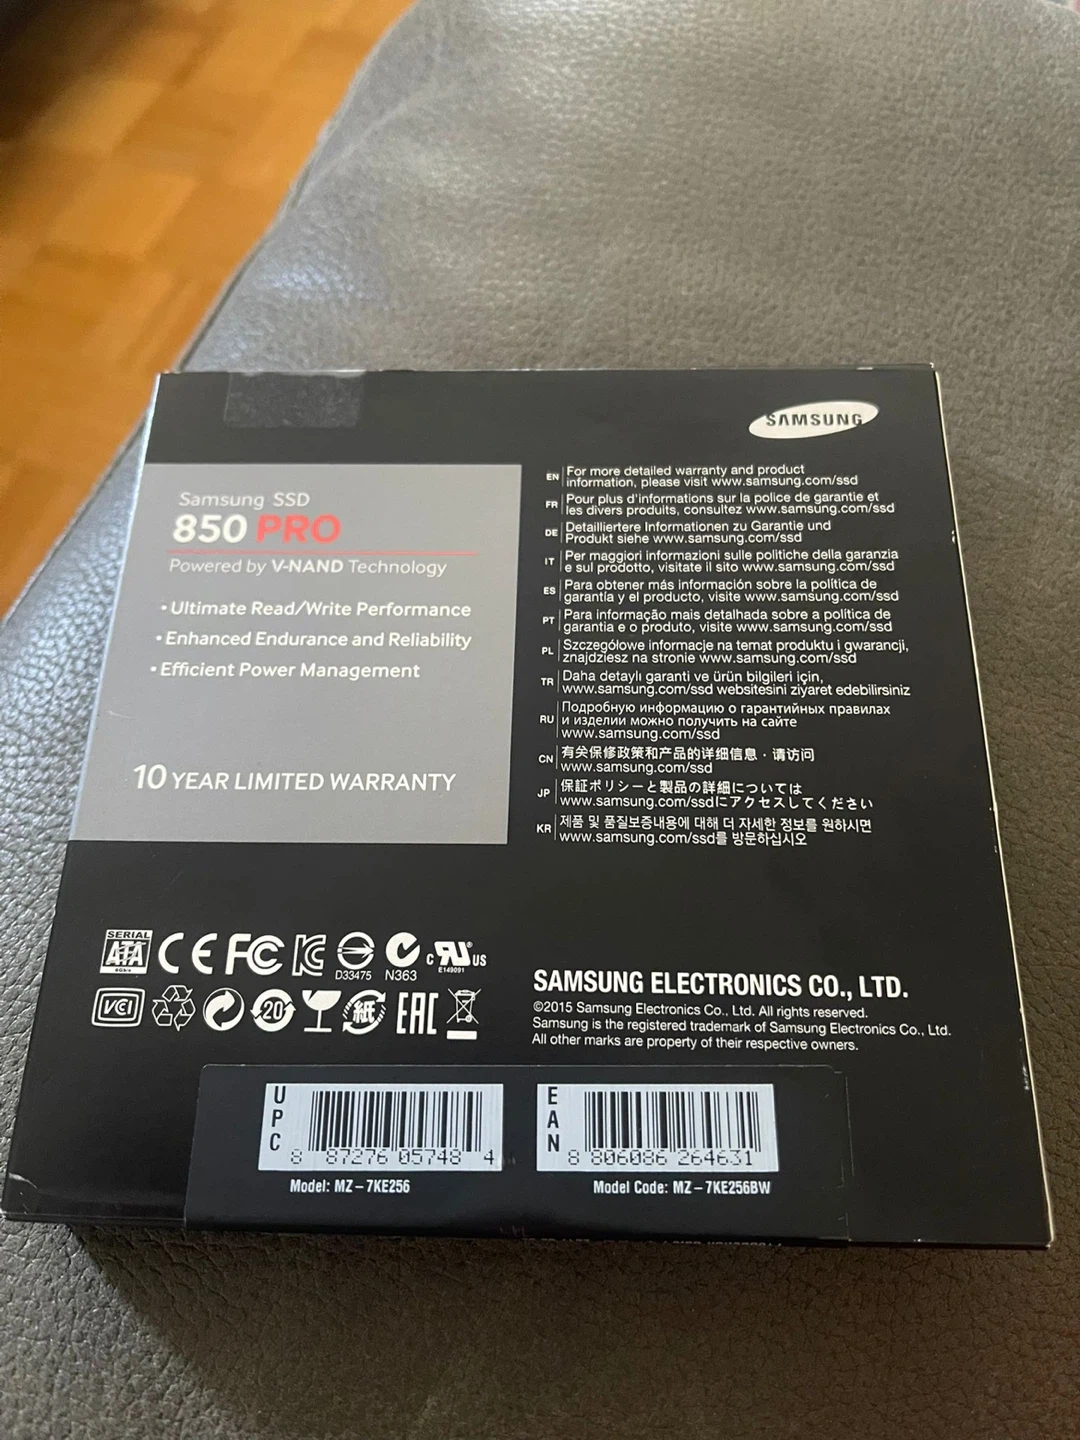 SAMSUNG
Samsung SSD
850 PRO
Powered by V-NAND Technology
•Ultimate Read/Write Performance
•Enhanced Endurance and Reliability
•Efficient Power Management
10 YEAR LIMITED WARRANTY
EN For more detailed warranty and product
information, please visit www.samsung.com/ssd
FR Pour plus d'informations sur la police de garantie et
les divers produits, consultez www.samsung.com/ssd
DE Detailliertere Informationen zu Garantie und
Produkt siehe www.samsung.com/ssd
IT Per maggiori informazioni sulle politiche della garanzia
e sul prodotto, visitate il sito www.samsung.com/ssd
ES Para obtener más información sobre la política de
garantía y el producto, visite www.samsung.com/ssd
PT Para informação mais detalhada sobre a política de
garantia e o produto, visite www.samsung.com/ssd
PL Szczegółowe informacje na temat produktu i gwarancji,
znajdziesz na stronie www.samsung.com/ssd
TR Daha detaylı garanti ve ürün bilgileri için,
www.samsung.com/ssd websitesini ziyaret edebilirsiniz
RU Подробную информацию о гарантийных правилах
и изделии можно получить на сайте
www.samsung.com/ssd
CN 有关保修政策和产品的详细信息，请访问
www.samsung.com/ssd
JP 保証ポリシーと製品の詳細については
www.samsung.com/ssdにアクセスしてください
KR 제품 및 품질보증내용에 대해 더 자세한 정보를 원하시면
www.samsung.com/ssd를 방문하십시오
SERIAL
ATA
6Gb/s
CE FC
D33475
N363
c RU US
E149091
VCI
20
紙
EAC
SAMSUNG ELECTRONICS CO., LTD.
©2015 Samsung Electronics Co., Ltd. All rights reserved.
Samsung is the registered trademark of Samsung Electronics Co., Ltd.
All other marks are property of their respective owners.
UPC
8 87276 05748 4
Model: MZ-7KE256
EAN
8 806086 264631
Model Code: MZ-7KE256BW